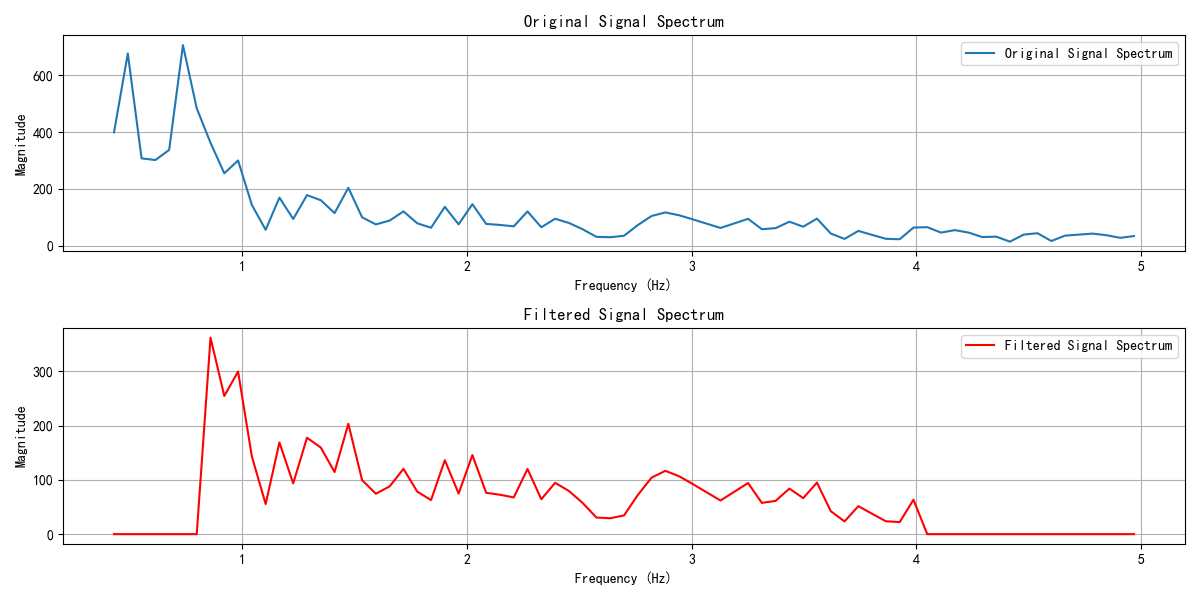 Original Signal Spectrum
Original Signal Spectrum
Magnitude
600
400
200
0
1
2
3
4
5
Frequency (Hz)
Filtered Signal Spectrum
Filtered Signal Spectrum
Magnitude
300
200
100
0
1
2
3
4
5
Frequency (Hz)